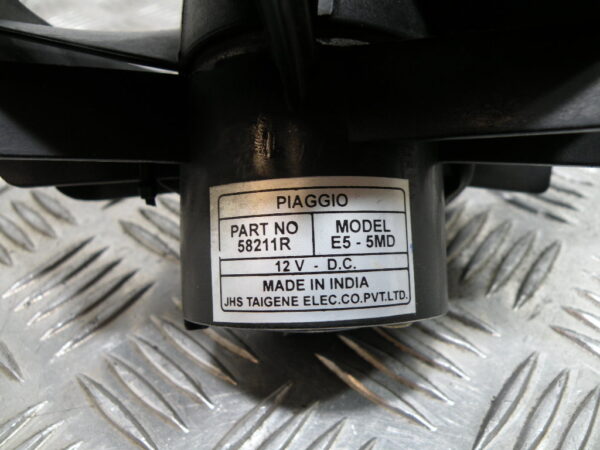 PIAGGIO
PART NO MODEL
58211R E5 - 5MD
12 V - D.C.
MADE IN INDIA
JHS TAIGENE ELEC.CO.PVT.LTD.